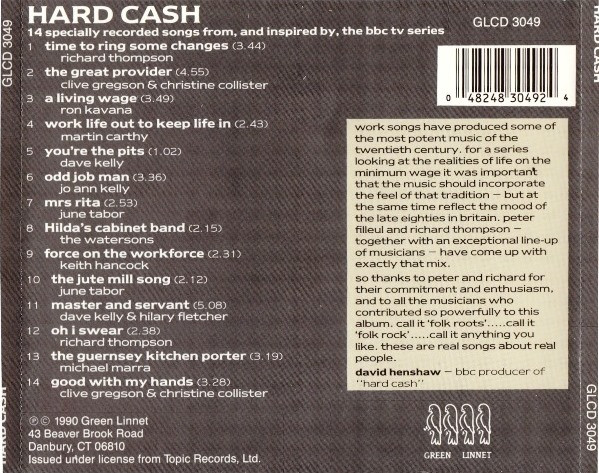 HARD CASH
14 specially recorded songs from, and inspired by, the bbc tv series
1 time to ring some changes (3.44)
richard thompson
2 the great provider (4.55)
clive gregson & christine collister
3 a living wage (3.49)
ron kavana
4 work life out to keep life in (2.43)
martin carthy
5 you're the pits (1.02)
dave kelly
6 odd job man (3.36)
jo ann kelly
7 mrs rita (2.53)
june tabor
8 Hilda's cabinet band (2.15)
the watersons
9 force on the workforce (2.31)
keith hancock
10 the jute mill song (2.12)
june tabor
11 master and servant (5.08)
dave kelly & hilary fletcher
12 oh i swear (2.38)
richard thompson
13 the guernsey kitchen porter (3.19)
michael marra
14 good with my hands (3.28)
clive gregson & christine collister
℗ © 1990 Green Linnet
43 Beaver Brook Road
Danbury, CT 06810
Issued under license from Topic Records, Ltd.
GLCD 3049
0 48248 30492 4
work songs have produced some of
the most potent music of the
twentieth century. for a series
looking at the realities of life on the
minimum wage it was important
that the music should incorporate
the feel of that tradition – but at
the same time reflect the mood of
the late eighties in britain. peter
filleul and richard thompson –
together with an exceptional line-up
of musicians – have come up with
exactly that mix.
so thanks to peter and richard for
their commitment and enthusiasm,
and to all the musicians who
contributed so powerfully to this
album. call it 'folk roots'.....call it
'folk rock'.....call it anything you
like. these are real songs about real
people.
david henshaw – bbc producer of
"hard cash"
GREEN LINNET
GLCD 3049
HARD CASH
HARD CASH
GLCD 3049